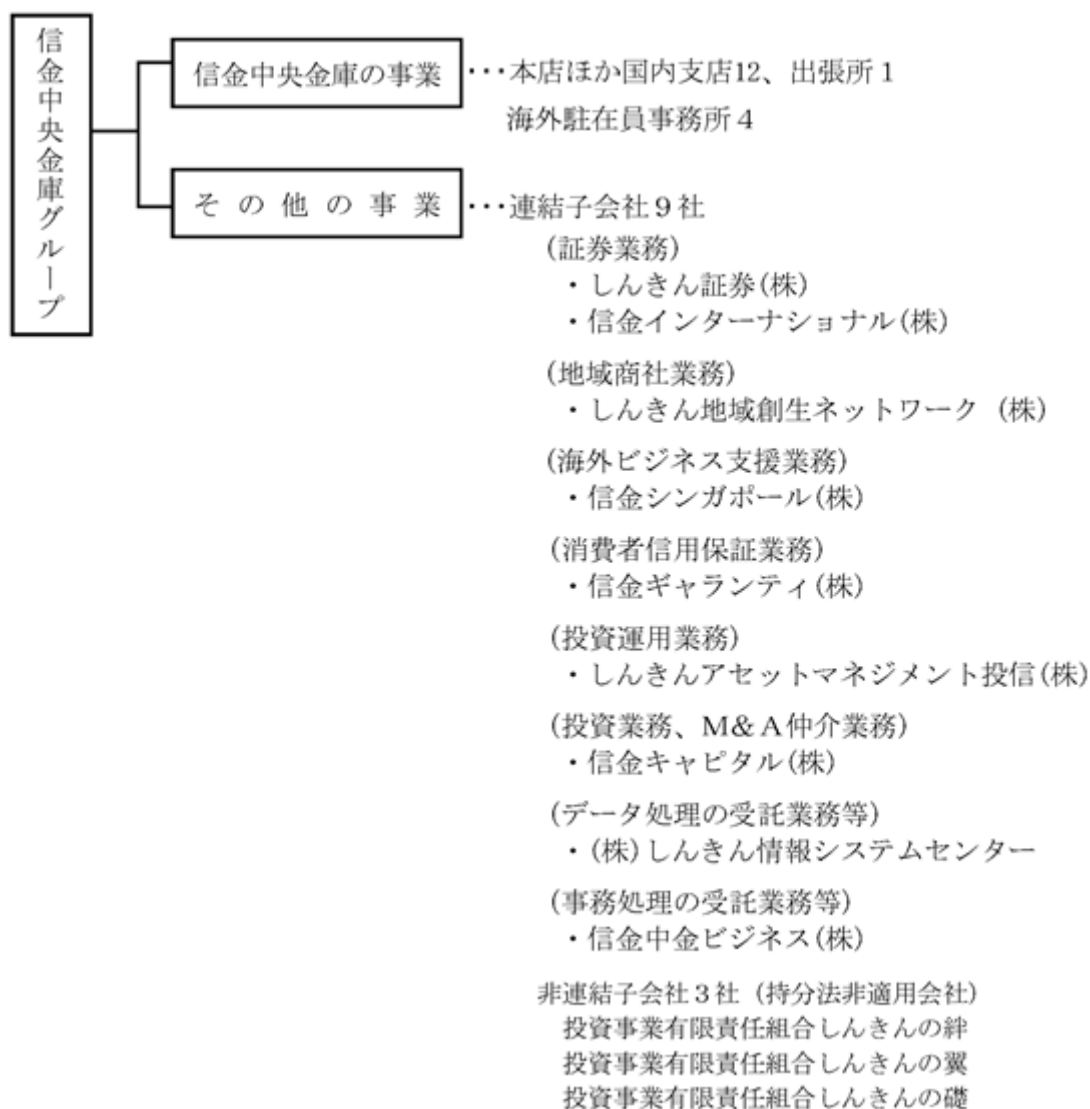 信金中央金庫グループ
信金中央金庫の事業 ・・・本店ほか国内支店12、出張所１
海外駐在員事務所４
そ の 他 の 事 業 ・・・連結子会社９社
(証券業務)
・しんきん証券(株)
・信金インターナショナル(株)
(地域商社業務)
・しんきん地域創生ネットワーク (株)
(海外ビジネス支援業務)
・信金シンガポール(株)
(消費者信用保証業務)
・信金ギャランティ(株)
(投資運用業務)
・しんきんアセットマネジメント投信(株)
(投資業務、M&A仲介業務)
・信金キャピタル(株)
(データ処理の受託業務等)
・(株)しんきん情報システムセンター
(事務処理の受託業務等)
・信金中金ビジネス(株)
非連結子会社３社 (持分法非適用会社)
投資事業有限責任組合しんきんの絆
投資事業有限責任組合しんきんの翼
投資事業有限責任組合しんきんの礎